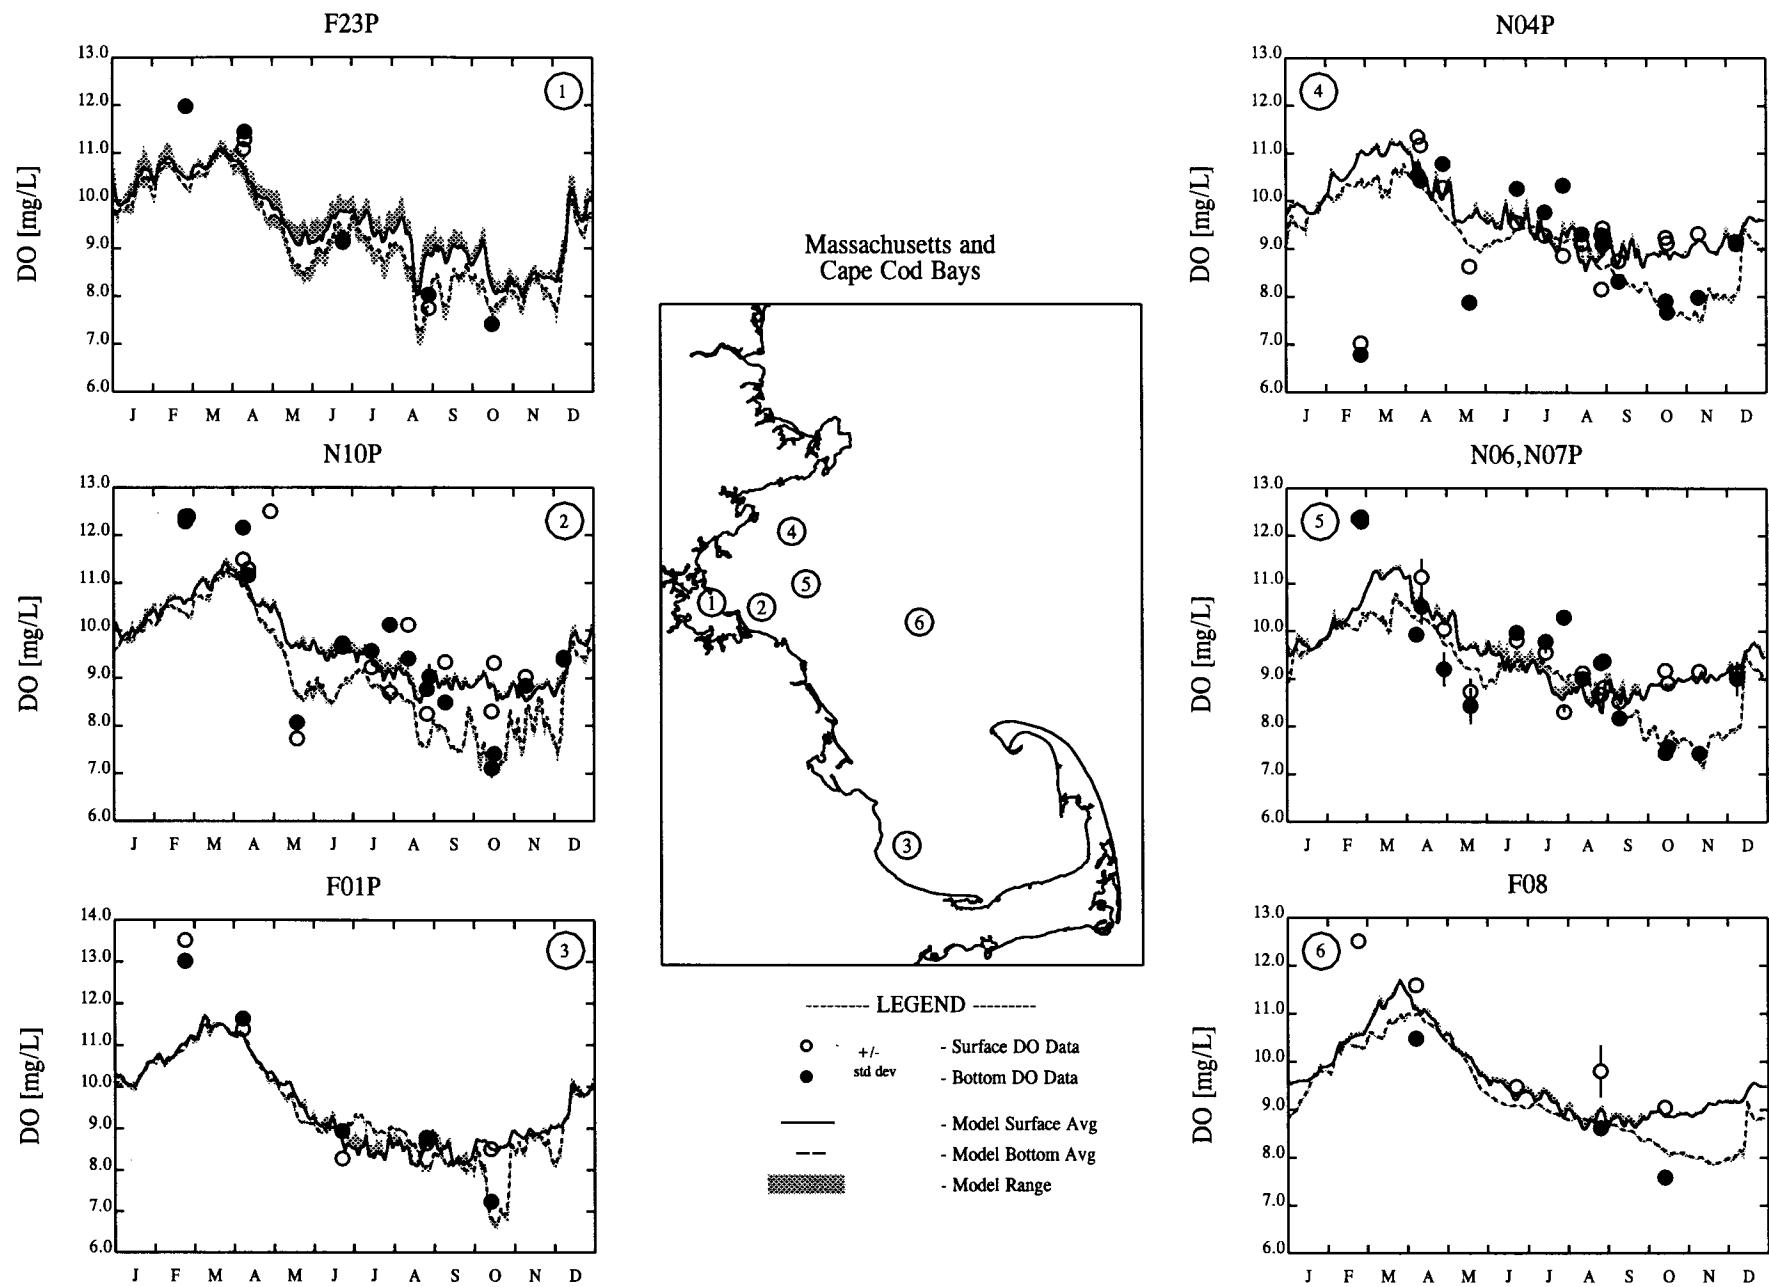 F23P
DO [mg/L]
13.0
12.0
11.0
10.0
9.0
8.0
7.0
6.0
1
J F M A M J J A S O N D
N10P
DO [mg/L]
13.0
12.0
11.0
10.0
9.0
8.0
7.0
6.0
2
J F M A M J J A S O N D
F01P
DO [mg/L]
14.0
13.0
12.0
11.0
10.0
9.0
8.0
7.0
6.0
3
J F M A M J J A S O N D
Massachusetts and
Cape Cod Bays
4
5
1
2
6
3
-------- LEGEND --------
+/-
std dev
- Surface DO Data
- Bottom DO Data
- Model Surface Avg
- Model Bottom Avg
- Model Range
N04P
DO [mg/L]
13.0
12.0
11.0
10.0
9.0
8.0
7.0
6.0
4
J F M A M J J A S O N D
N06,N07P
DO [mg/L]
13.0
12.0
11.0
10.0
9.0
8.0
7.0
6.0
5
J F M A M J J A S O N D
F08
DO [mg/L]
13.0
12.0
11.0
10.0
9.0
8.0
7.0
6.0
6
J F M A M J J A S O N D